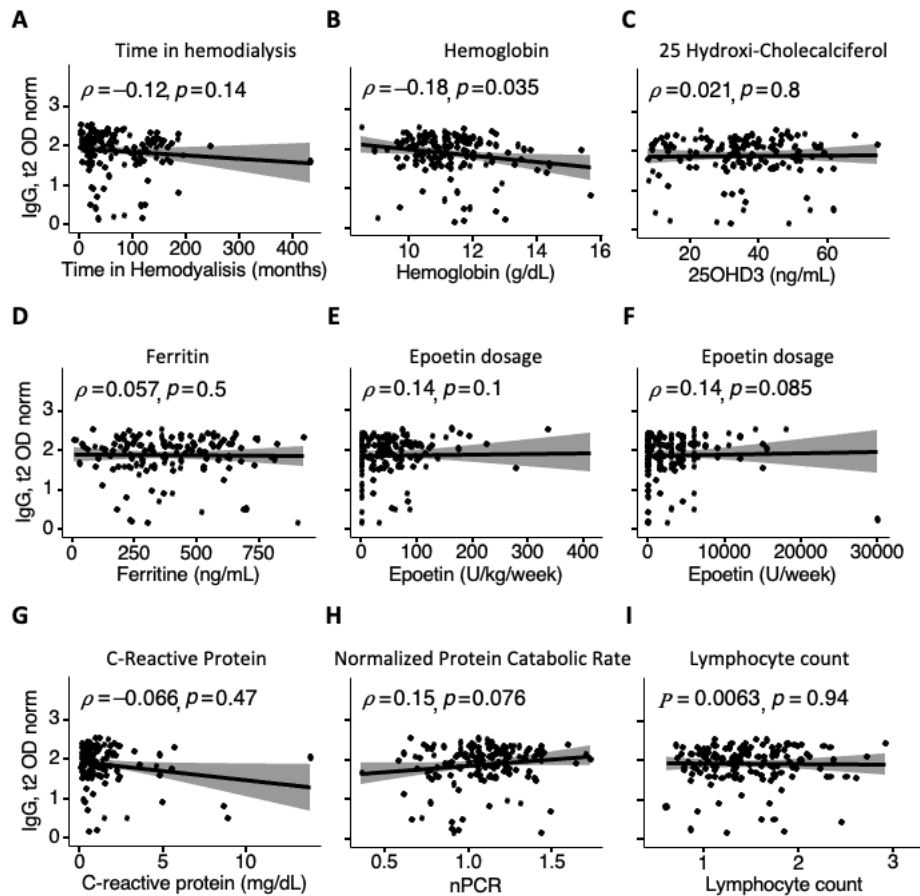 A B C
Time in hemodialysis Hemoglobin 25 Hydroxi-Cholecalciferol
ρ=−0.12, p=0.14 ρ=−0.18, p=0.035 ρ=0.021, p=0.8
IgG, t2 OD norm
3
2
1
0
0 100 200 300 400 10 12 14 16 20 40 60
Time in Hemodyalisis (months) Hemoglobin (g/dL) 25OHD3 (ng/mL)
D E F
Ferritin Epoetin dosage Epoetin dosage
ρ=0.057, p=0.5 ρ=0.14, p=0.1 ρ=0.14, p=0.085
IgG, t2 OD norm
3
2
1
0
0 250 500 750 0 100 200 300 400 0 10000 20000 30000
Ferritine (ng/mL) Epoetin (U/kg/week) Epoetin (U/week)
G H I
C-Reactive Protein Normalized Protein Catabolic Rate Lymphocyte count
ρ=−0.066, p=0.47 ρ=0.15, p=0.076 P=0.0063, p=0.94
IgG, t2 OD norm
3
2
1
0
0 5 10 0.5 1.0 1.5 1 2 3
C-reactive protein (mg/dL) nPCR Lymphocyte count